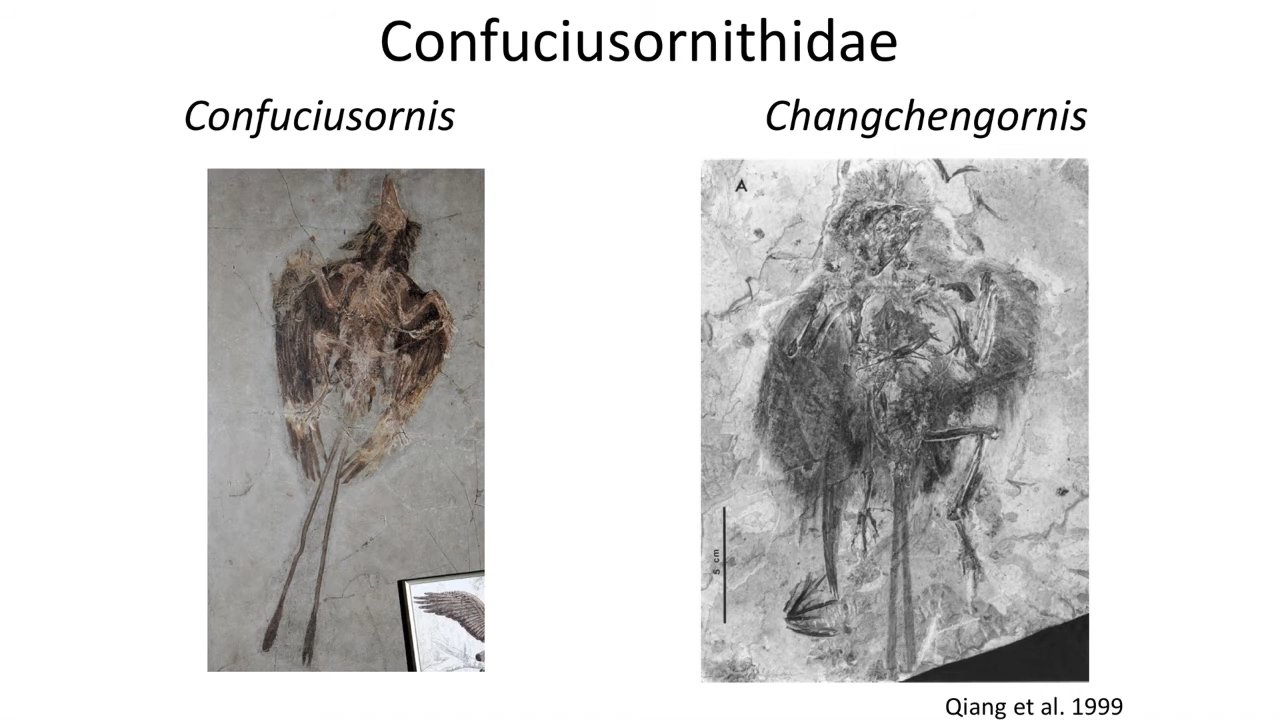 Confuciusornithidae
Confuciusornis
Changchengornis
A
5 cm
Qiang et al. 1999